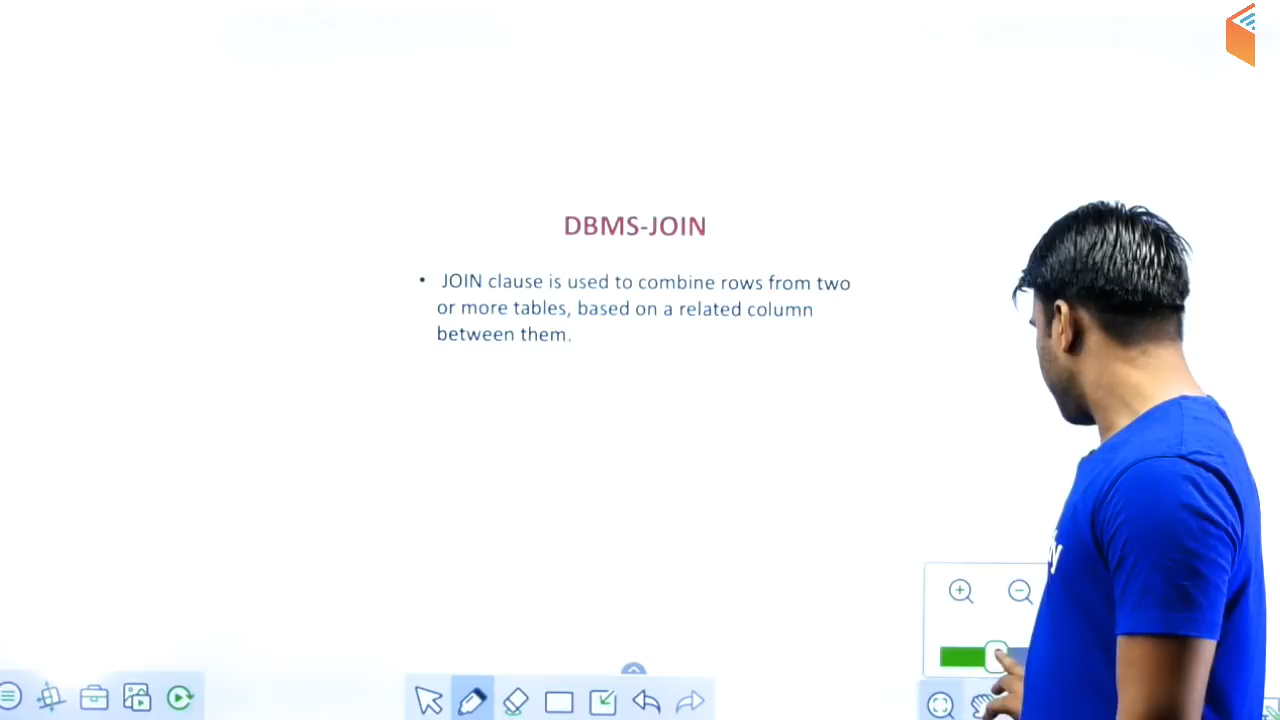 DBMS-JOIN
• JOIN clause is used to combine rows from two
or more tables, based on a related column
between them.